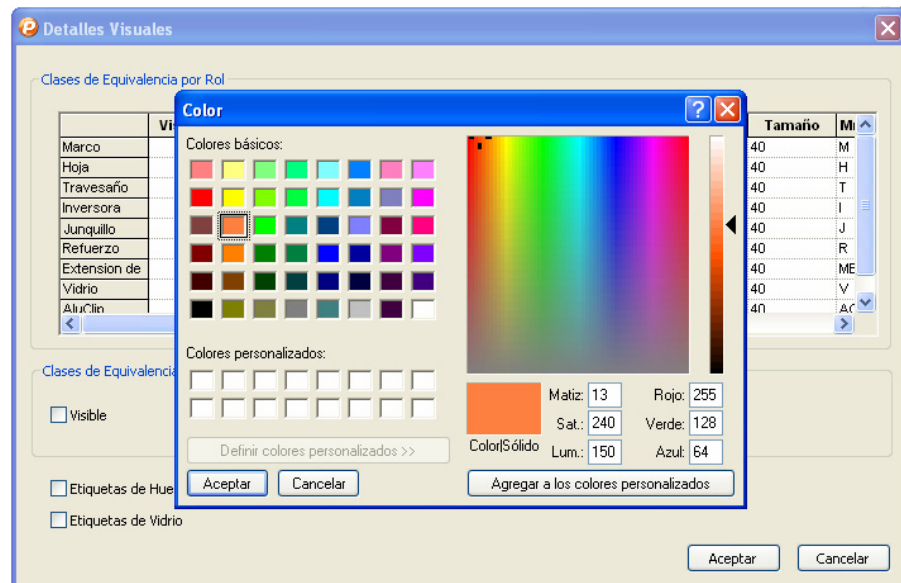 Detalles Visuales
Clases de Equivalencia por Rol
Color
Tamaño
Marco 40 M
Hoja 40 H
Travesaño 40 T
Inversora 40 I
Junquillo 40 J
Refuerzo 40 R
Extension de 40
Vidrio 40 V
AluClip 40
Colores básicos:
Colores personalizados:
Definir colores personalizados >>
Aceptar Cancelar
Color|Sólido
Matiz: 13 Rojo: 255
Sat.: 240 Verde: 128
Lum.: 150 Azul: 64
Agregar a los colores personalizados
Clases de Equivalencia
Visible
Etiquetas de Hue
Etiquetas de Vidrio
Aceptar Cancelar